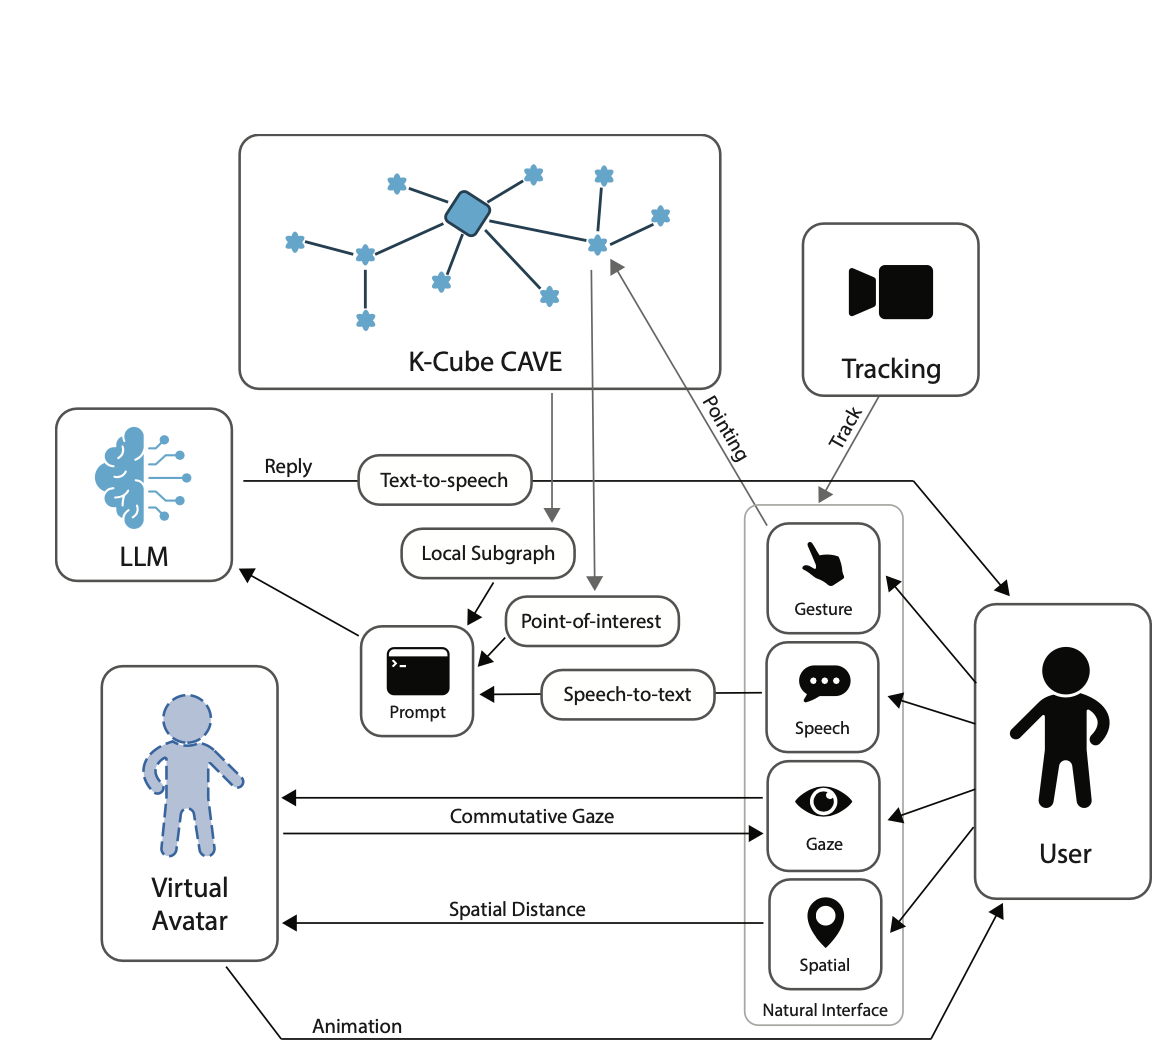 K-Cube CAVE
Tracking
Pointing
Track
Reply
Text-to-speech
LLM
Local Subgraph
Point-of-interest
Gesture
>_
Prompt
Speech-to-text
Speech
Commutative Gaze
Gaze
User
Virtual
Avatar
Spatial Distance
Spatial
Natural Interface
Animation